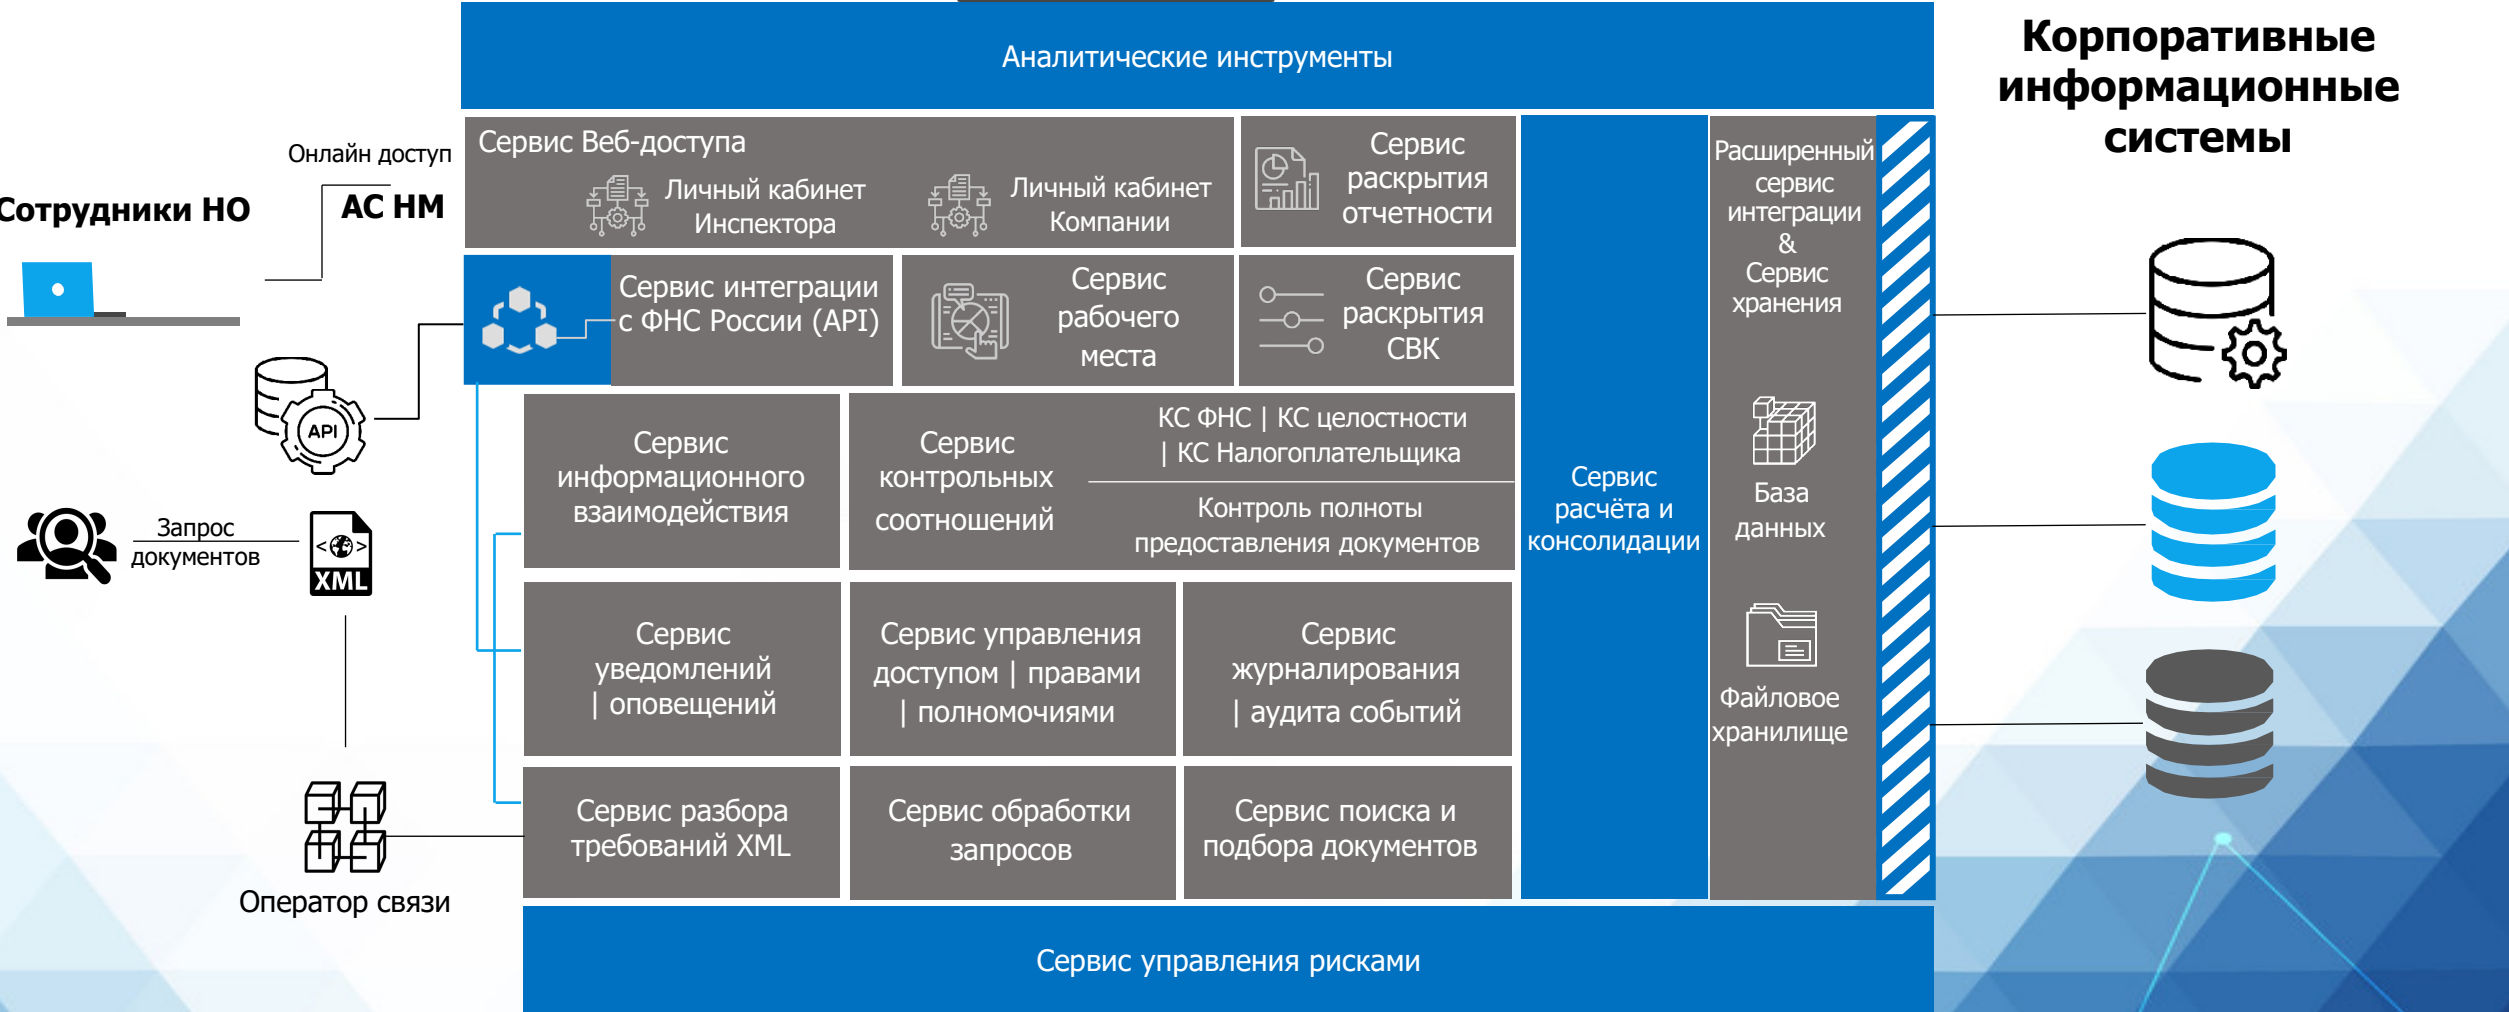 Аналитические инструменты
Корпоративные
информационные
системы
Онлайн доступ
Сотрудники НО
АС НМ
Сервис Веб-доступа
Личный кабинет
Инспектора
Личный кабинет
Компании
Сервис
раскрытия
отчетности
Расширенный
сервис
интеграции
&
Сервис
хранения
Сервис интеграции
с ФНС России (API)
Сервис
рабочего
места
Сервис
раскрытия
СВК
API
Сервис
информационного
взаимодействия
Сервис
контрольных
соотношений
КС ФНС | КС целостности
| КС Налогоплательщика
Контроль полноты
предоставления документов
Сервис
расчёта и
консолидации
База
данных
Запрос
документов
XML
Сервис
уведомлений
| оповещений
Сервис управления
доступом | правами
| полномочиями
Сервис
журналирования
| аудита событий
Файловое
хранилище
Сервис разбора
требований XML
Сервис обработки
запросов
Сервис поиска и
подбора документов
Оператор связи
Сервис управления рисками